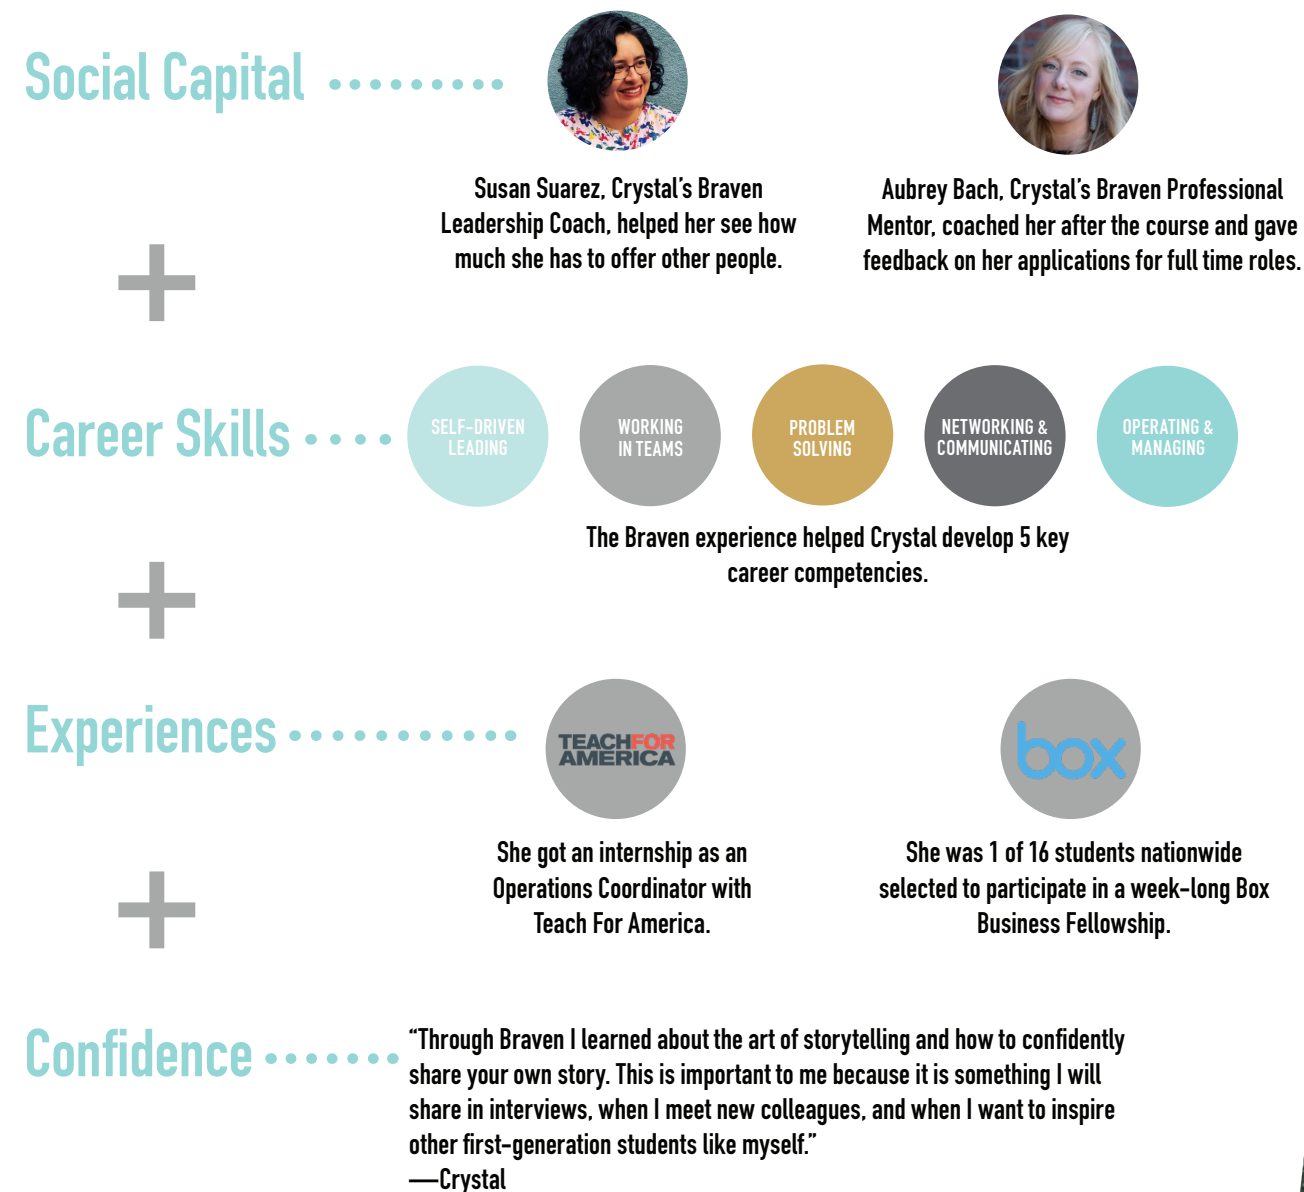 Social Capital
Susan Suarez, Crystal's Braven
Leadership Coach, helped her see how
much she has to offer other people.
Aubrey Bach, Crystal's Braven Professional
Mentor, coached her after the course and gave
feedback on her applications for full time roles.
+
Career Skills
SELF-DRIVEN
LEADING
WORKING
IN TEAMS
PROBLEM
SOLVING
NETWORKING &
COMMUNICATING
OPERATING &
MANAGING
The Braven experience helped Crystal develop 5 key
career competencies.
+
Experiences
TEACHFOR
AMERICA
She got an internship as an
Operations Coordinator with
Teach For America.
box
She was 1 of 16 students nationwide
selected to participate in a week-long Box
Business Fellowship.
+
Confidence
“Through Braven I learned about the art of storytelling and how to confidently
share your own story. This is important to me because it is something I will
share in interviews, when I meet new colleagues, and when I want to inspire
other first-generation students like myself.”
—Crystal